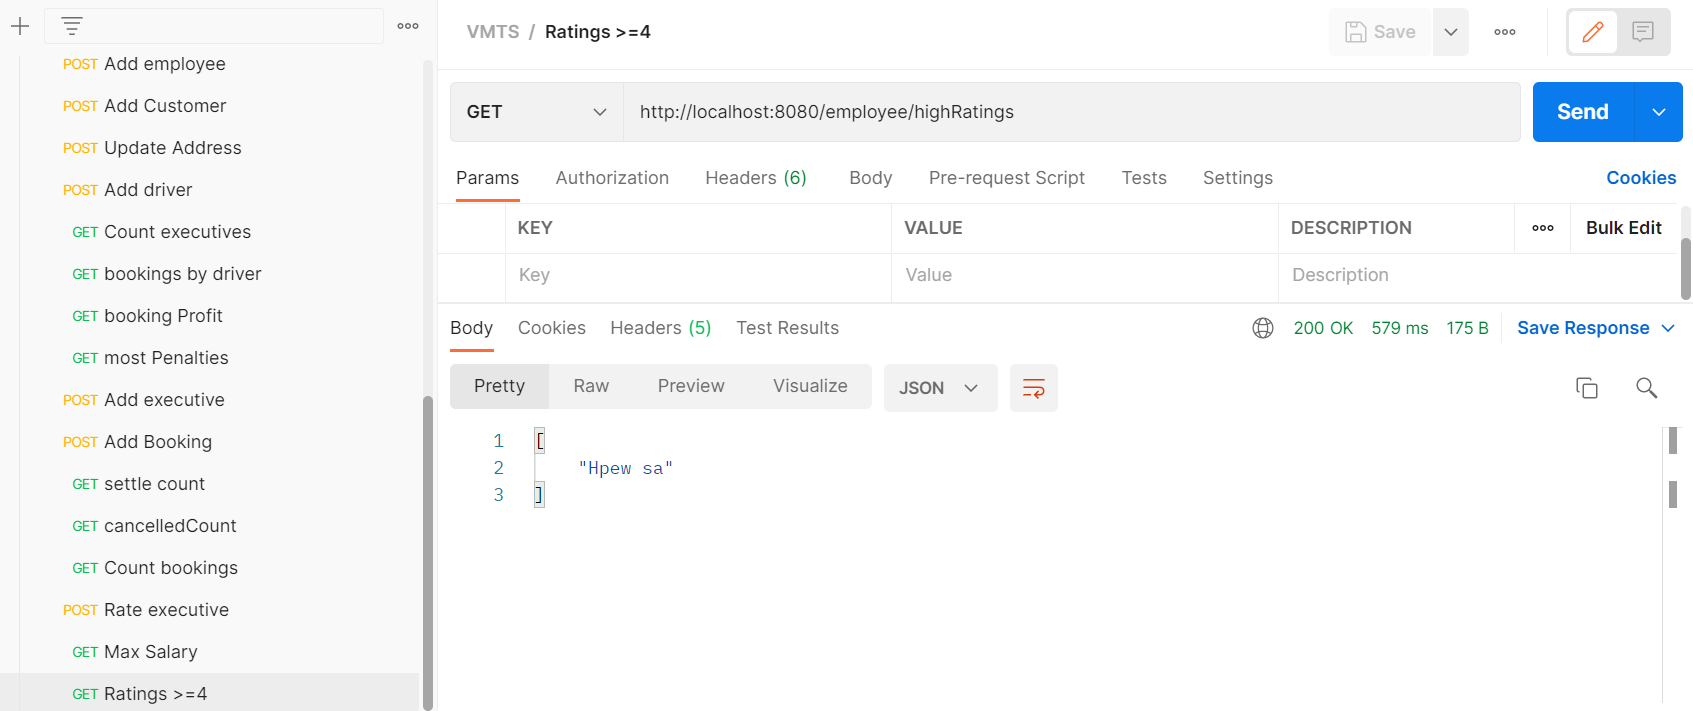 POST Add employee
POST Add Customer
POST Update Address
POST Add driver
GET Count executives
GET bookings by driver
GET booking Profit
GET most Penalties
POST Add executive
POST Add Booking
GET settle count
GET cancelledCount
GET Count bookings
POST Rate executive
GET Max Salary
GET Ratings >=4
VMTS / Ratings >=4
Save
GET http://localhost:8080/employee/highRatings Send
Params Authorization Headers (6) Body Pre-request Script Tests Settings Cookies
KEY VALUE DESCRIPTION Bulk Edit
Key Value Description
Body Cookies Headers (5) Test Results 200 OK 579 ms 175 B Save Response
Pretty Raw Preview Visualize JSON
1 [
2 "Hpew sa"
3 ]